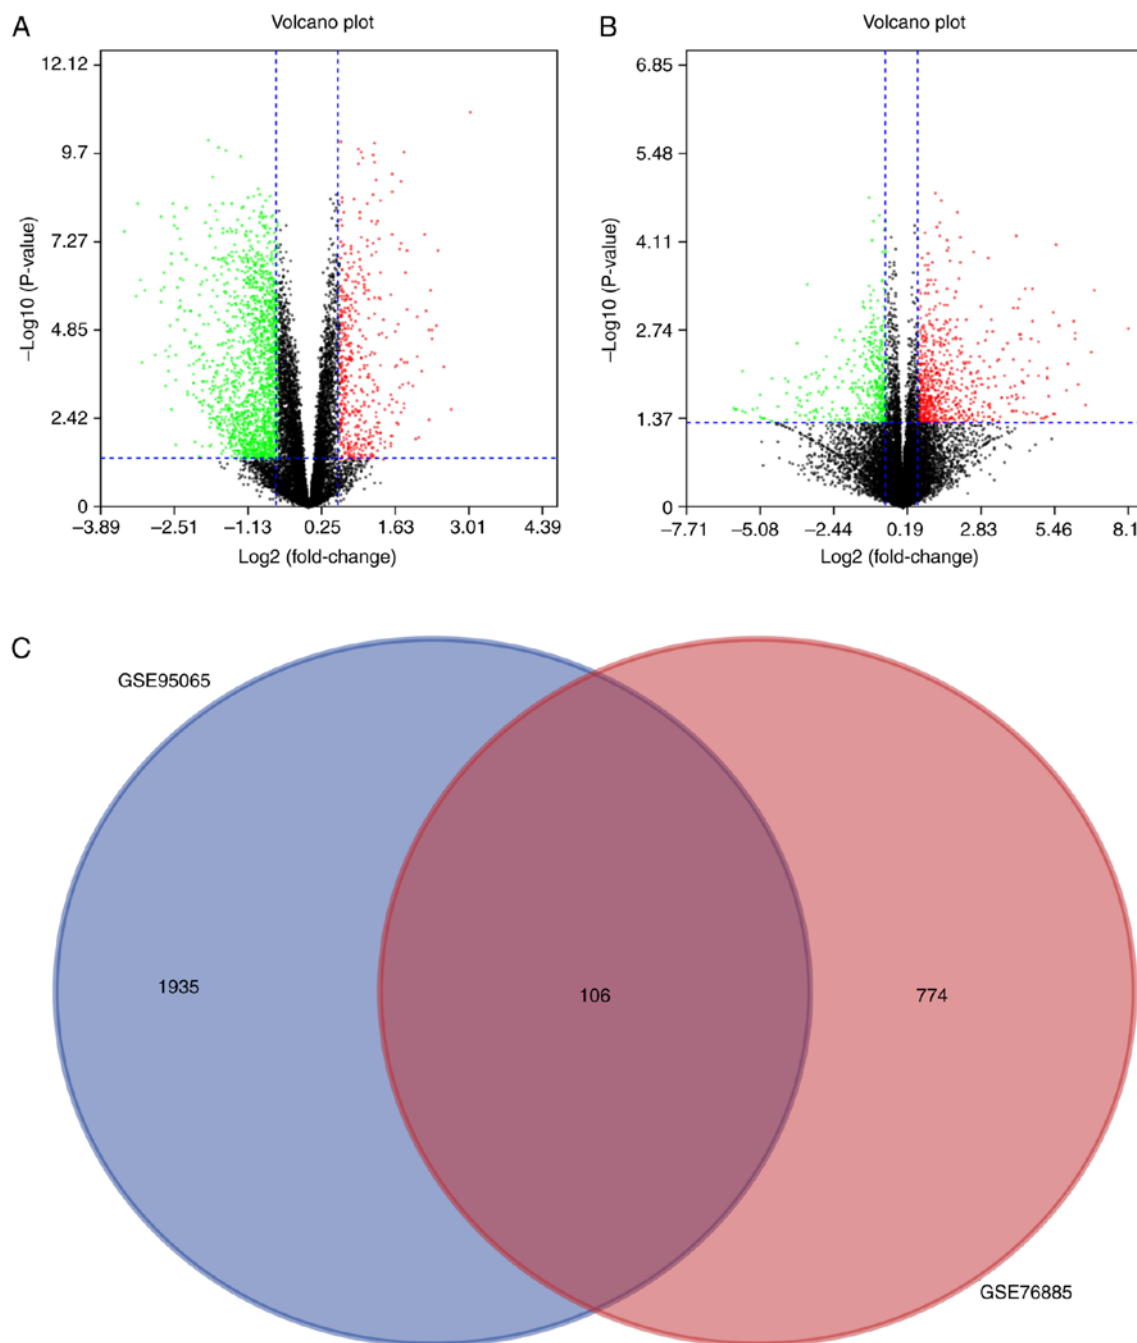 A
Volcano plot
12.12
9.7
7.27
4.85
2.42
0
−Log10 (P-value)
−3.89 −2.51 −1.13 0.25 1.63 3.01 4.39
Log2 (fold-change)
B
Volcano plot
6.85
5.48
4.11
2.74
1.37
0
−Log10 (P-value)
−7.71 −5.08 −2.44 0.19 2.83 5.46 8.1
Log2 (fold-change)
C
GSE95065
1935 106 774
GSE76885